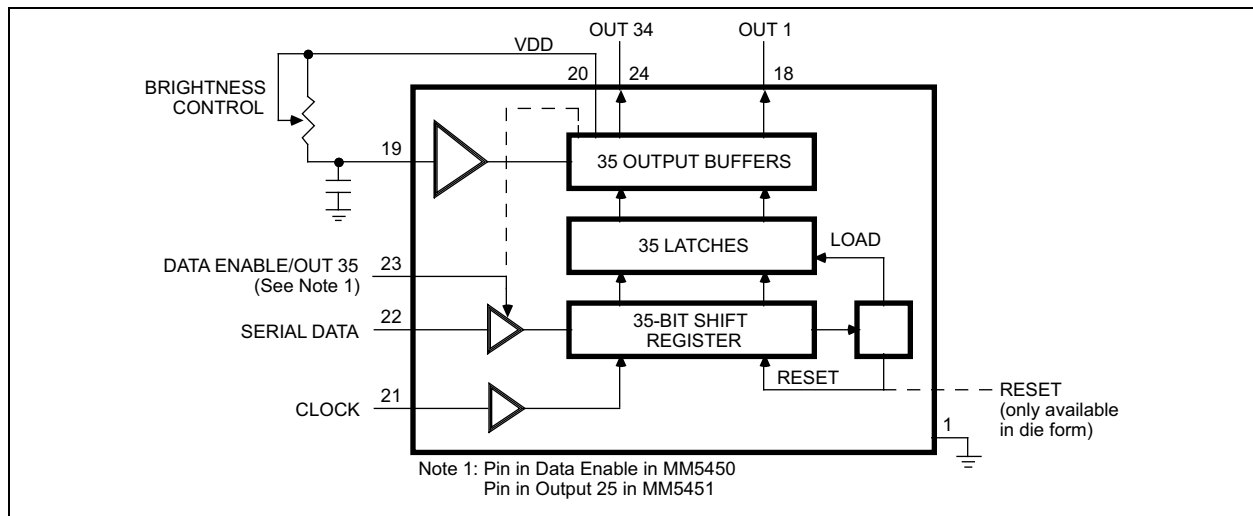 OUT 34
OUT 1
VDD
20
24
18
BRIGHTNESS
CONTROL
19
35 OUTPUT BUFFERS
35 LATCHES
LOAD
DATA ENABLE/OUT 35
23
(See Note 1)
SERIAL DATA
22
35-BIT SHIFT
REGISTER
RESET
CLOCK
21
RESET
(only available
in die form)
1
Note 1: Pin in Data Enable in MM5450
Pin in Output 25 in MM5451